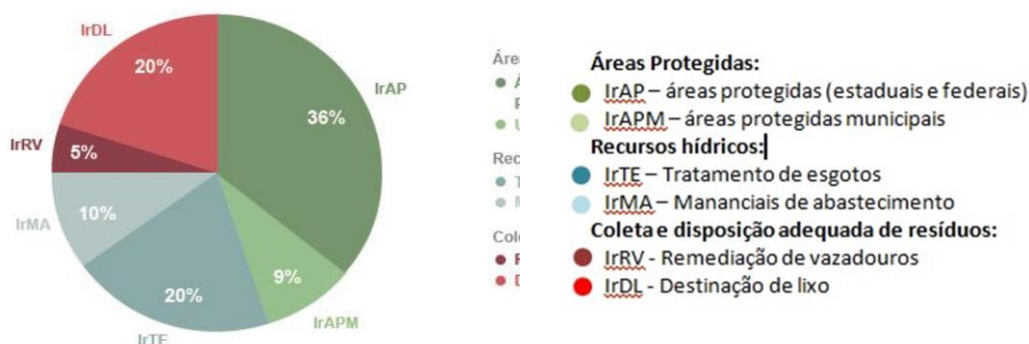 IrDL
20%
IrAP
36%
IrRV
5%
IrMA
10%
9%
20%
IrAPM
IrTE
Áreas Protegidas:
IrAP – áreas protegidas (estaduais e federais)
IrAPM – áreas protegidas municipais
Recursos hídricos:
IrTE – Tratamento de esgotos
IrMA – Mananciais de abastecimento
Coleta e disposição adequada de resíduos:
IrRV - Remediação de vazadouros
IrDL - Destinação de lixo